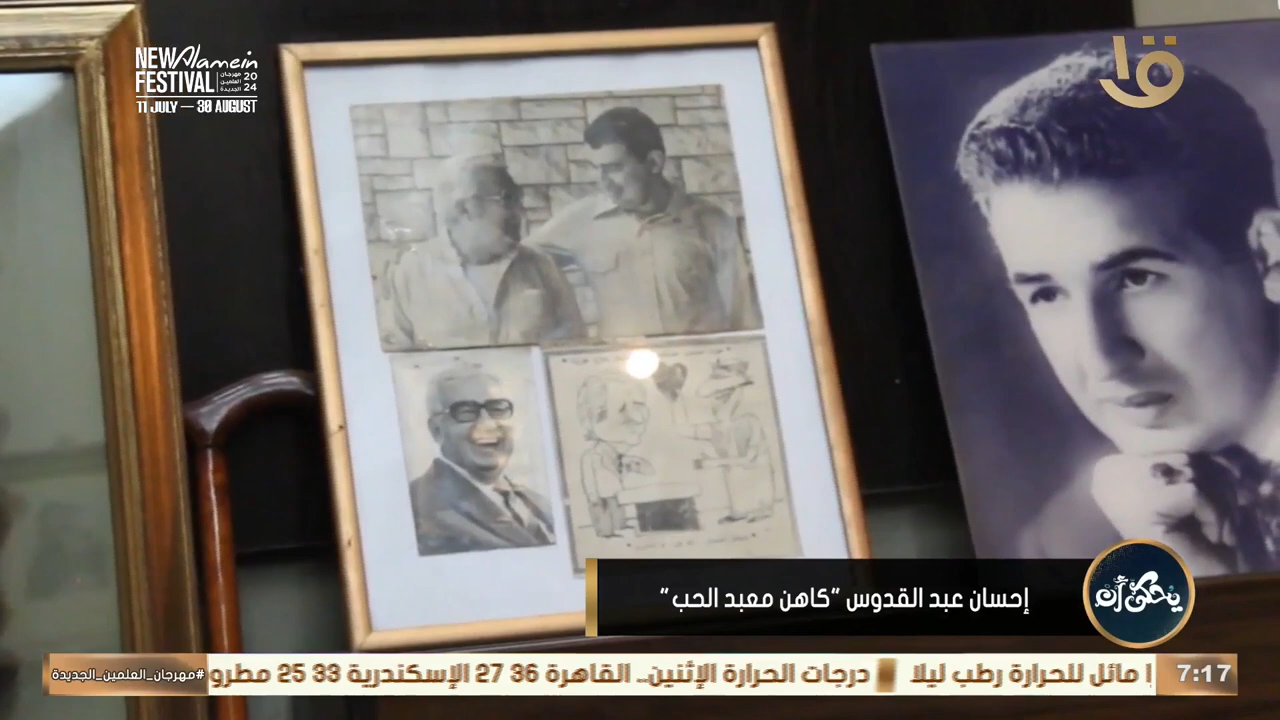 NEW Alamein
FESTIVAL
مهرجان
العلمين
الجديدة
20
24
11 JULY — 30 AUGUST
إحسان عبد القدوس "كاهن معبد الحب"
يحكى أن
7:17
ا مائل للحرارة رطب ليلا
درجات الحرارة الإثنين.. القاهرة 36 27 الإسكندرية 33 25 مطرو
#مهرجان_العلمين_الجديدة